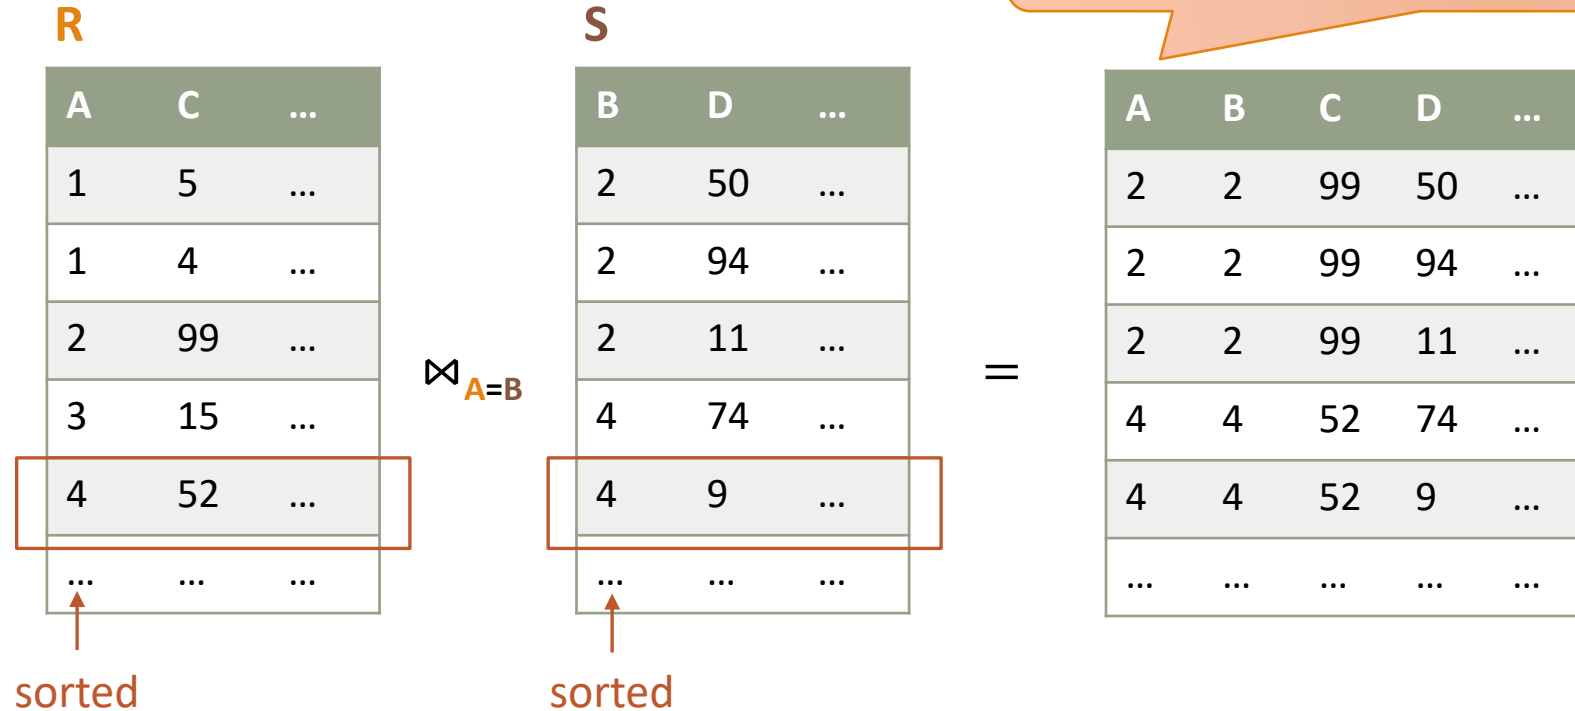 R
A C ...
1 5 ...
1 4 ...
2 99 ...
3 15 ...
4 52 ...
... ... ...
sorted
⋈A=B
S
B D ...
2 50 ...
2 94 ...
2 11 ...
4 74 ...
4 9 ...
... ... ...
sorted
=
A B C D ...
2 2 99 50 ...
2 2 99 94 ...
2 2 99 11 ...
4 4 52 74 ...
4 4 52 9 ...
... ... ... ... ...